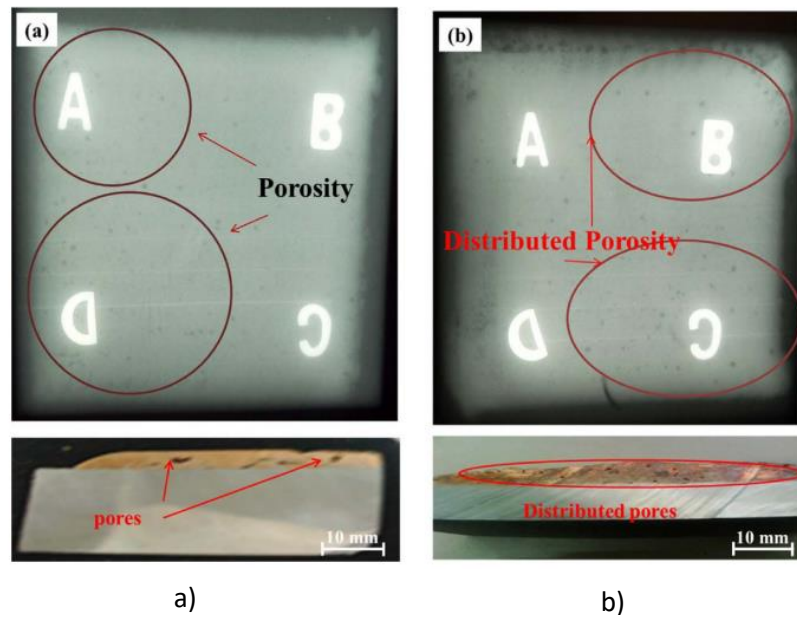 (a)
A
B
Porosity
D
C
pores
10 mm
(b)
A
B
Distributed Porosity
D
C
Distributed pores
10 mm
a)
b)